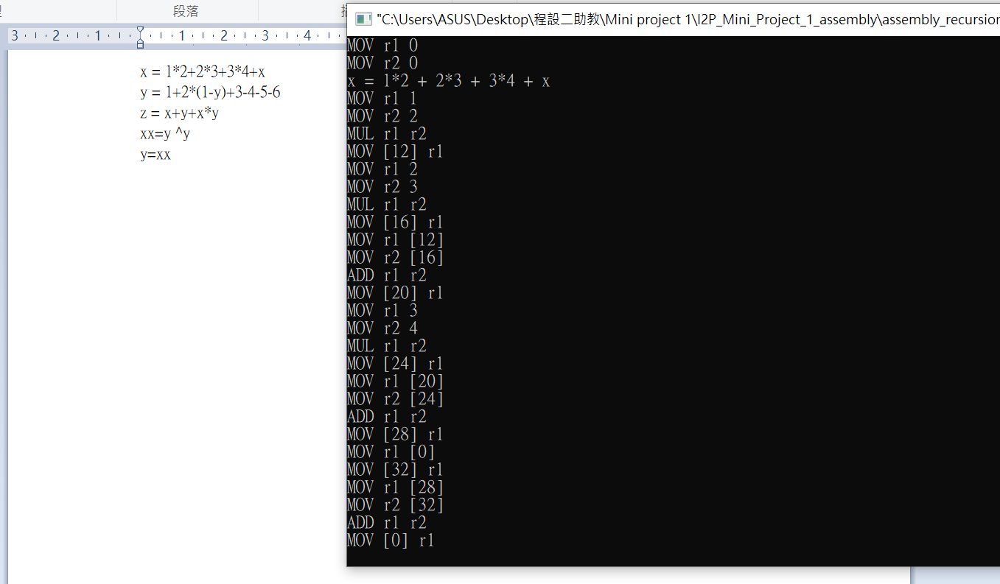 段落
3 2 1 1 2 3 4
x = 1*2+2*3+3*4+x
y = 1+2*(1-y)+3-4-5-6
z = x+y+x*y
xx=y ^y
y=xx
"C:\Users\ASUS\Desktop\程設二助教\Mini project 1\I2P_Mini_Project_1_assembly\assembly_recursion
MOV r1 0
MOV r2 0
x = 1*2 + 2*3 + 3*4 + x
MOV r1 1
MOV r2 2
MUL r1 r2
MOV [12] r1
MOV r1 2
MOV r2 3
MUL r1 r2
MOV [16] r1
MOV r1 [12]
MOV r2 [16]
ADD r1 r2
MOV [20] r1
MOV r1 3
MOV r2 4
MUL r1 r2
MOV [24] r1
MOV r1 [20]
MOV r2 [24]
ADD r1 r2
MOV [28] r1
MOV r1 [0]
MOV [32] r1
MOV r1 [28]
MOV r2 [32]
ADD r1 r2
MOV [0] r1